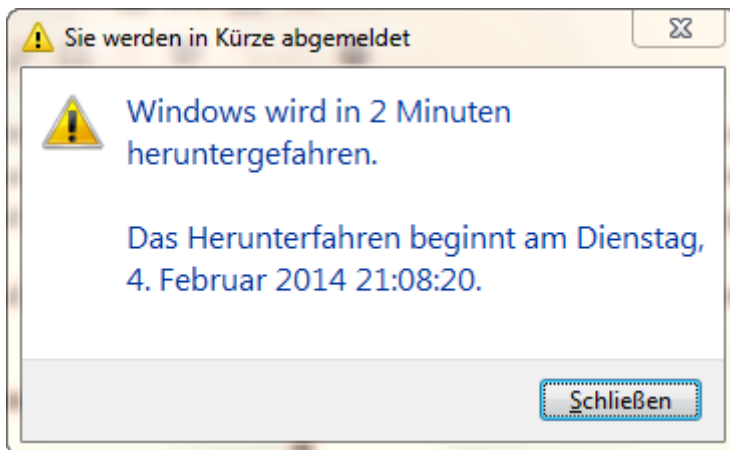 Sie werden in Kürze abgemeldet
Windows wird in 2 Minuten
heruntergefahren.
Das Herunterfahren beginnt am Dienstag,
4. Februar 2014 21:08:20.
Schließen